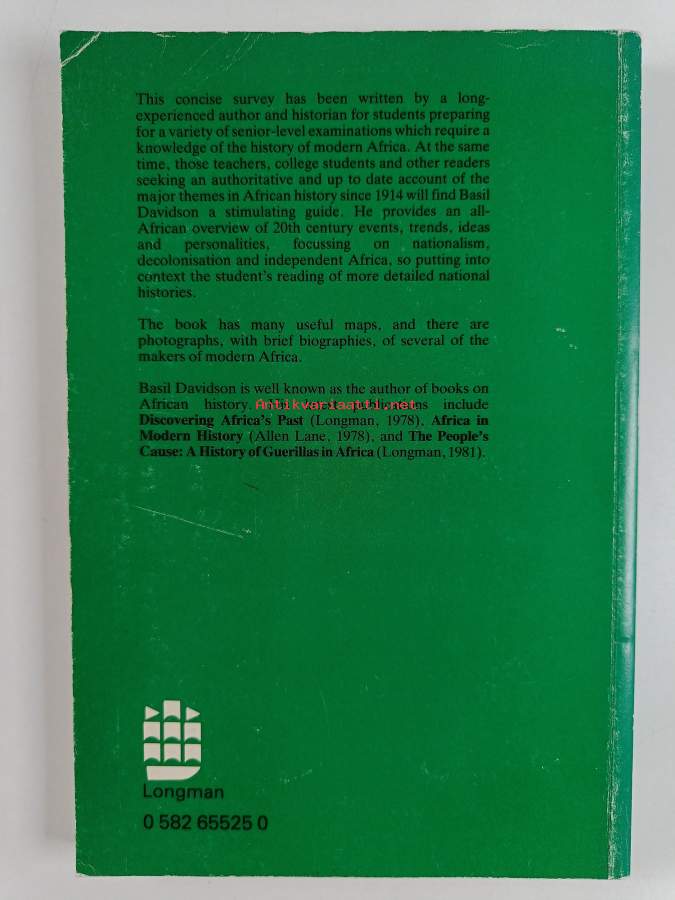 This concise survey has been written by a long-
experienced author and historian for students preparing
for a variety of senior-level examinations which require a
knowledge of the history of modern Africa. At the same
time, those teachers, college students and other readers
seeking an authoritative and up to date account of the
major themes in African history since 1914 will find Basil
Davidson a stimulating guide. He provides an all-
African overview of 20th century events, trends, ideas
and personalities, focussing on nationalism,
decolonisation and independent Africa, so putting into
context the student's reading of more detailed national
histories.
The book has many useful maps, and there are
photographs, with brief biographies, of several of the
makers of modern Africa.
Basil Davidson is well known as the author of books on
African history. include
Antikvariaatti.net
Discovering Africa's Past (Longman, 1978), Africa in
Modern History (Allen Lane, 1978), and The People's
Cause: A History of Guerillas in Africa (Longman, 1981).
Longman
0 582 65525 0